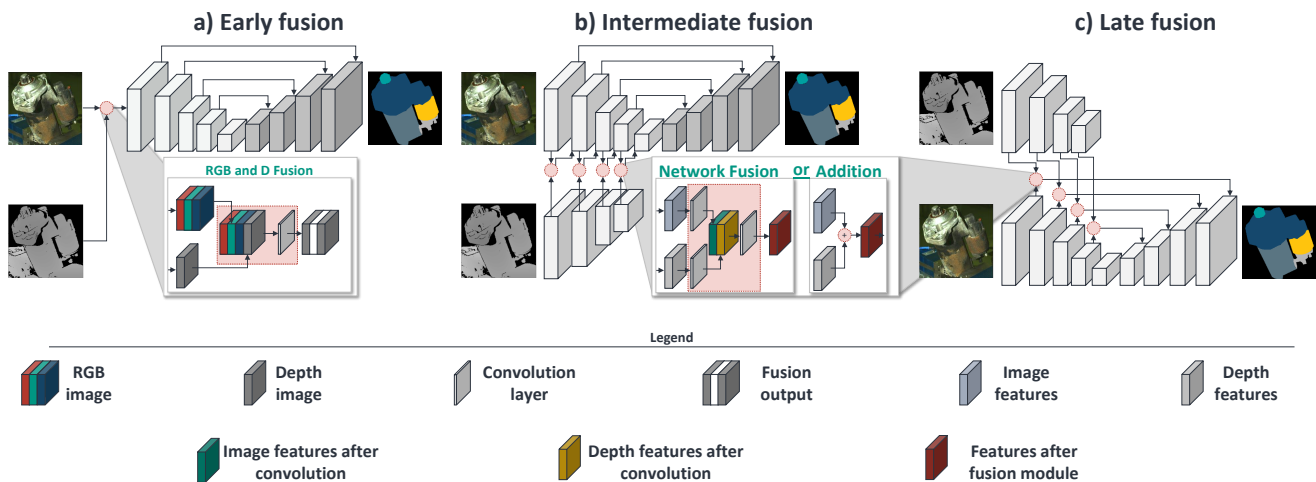 a) Early fusion
b) Intermediate fusion
c) Late fusion
RGB and D Fusion
Network Fusion or Addition
+
Legend
RGB
image
Depth
image
Convolution
layer
Fusion
output
Image
features
Depth
features
Image features after
convolution
Depth features after
convolution
Features after
fusion module